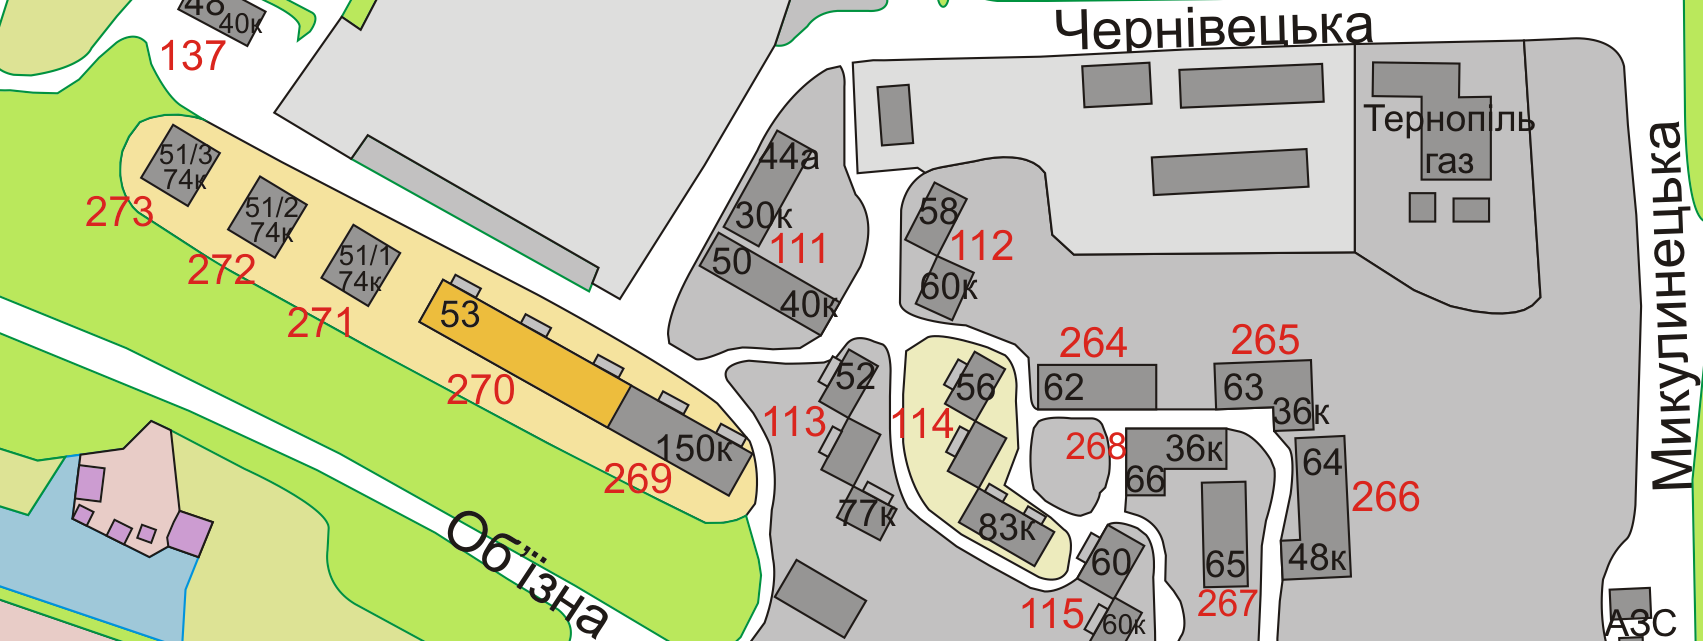 48
40к
137
Чернівецька
51/3
74к
273
51/2
74к
272
51/1
74к
271
53
270
150к
269
44а
30к
111
50
40к
58
112
60к
Тернопіль
газ
Микулинецька
52
113
77к
56
114
83к
264
62
265
63
36к
268
36к
66
64
266
48к
65
267
60
115
60к
Об'їзна
АЗС